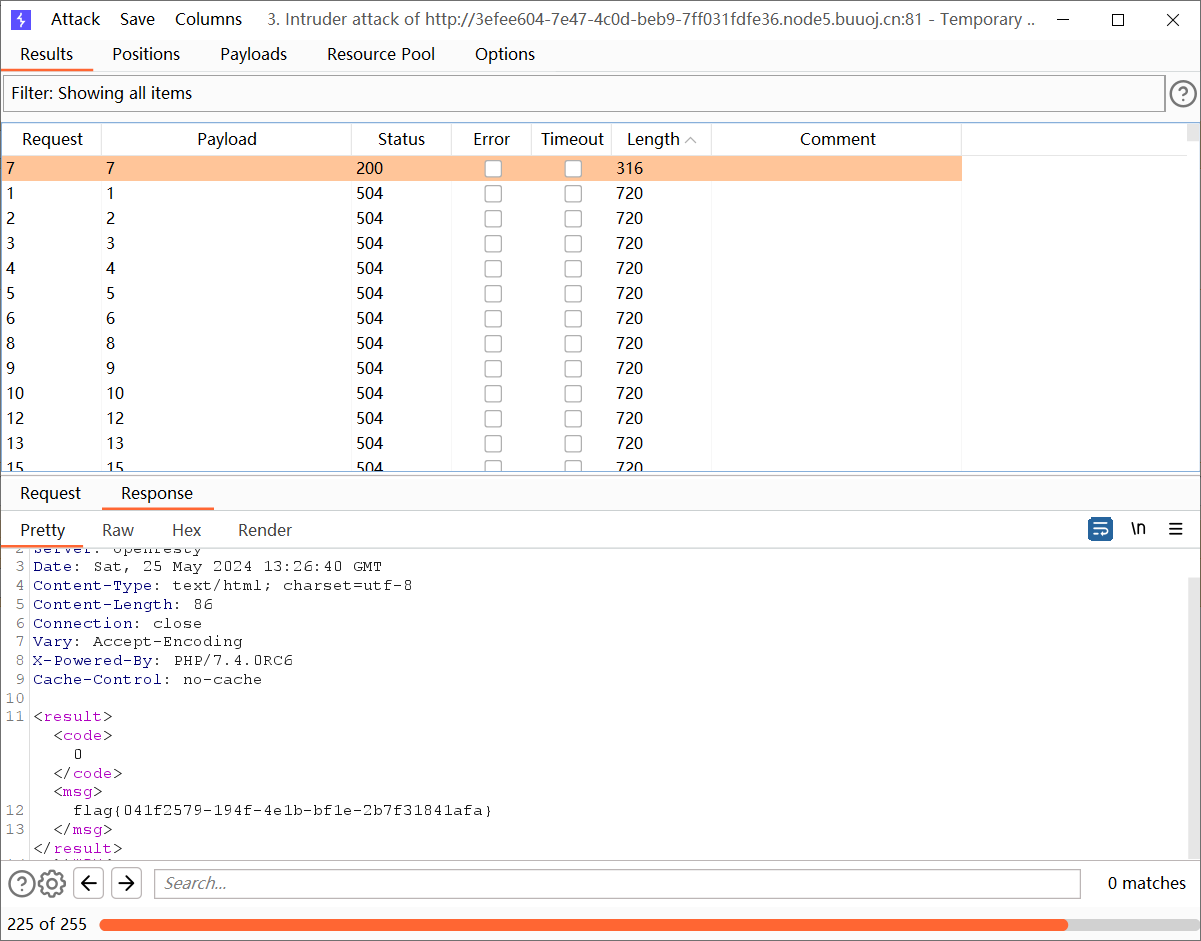 Attack Save Columns 3. Intruder attack of http://3efee604-7e47-4c0d-beb9-7ff031fdfe36.node5.buuoj.cn:81 - Temporary ..
Results Positions Payloads Resource Pool Options
Filter: Showing all items
Request Payload Status Error Timeout Length Comment
7 7 200 316
1 1 504 720
2 2 504 720
3 3 504 720
4 4 504 720
5 5 504 720
6 6 504 720
8 8 504 720
9 9 504 720
10 10 504 720
12 12 504 720
13 13 504 720
15 15 504 720
Request Response
Pretty Raw Hex Render \n
2 Server: openresty
3 Date: Sat, 25 May 2024 13:26:40 GMT
4 Content-Type: text/html; charset=utf-8
5 Content-Length: 86
6 Connection: close
7 Vary: Accept-Encoding
8 X-Powered-By: PHP/7.4.0RC6
9 Cache-Control: no-cache
10
11 <result>
<code>
0
</code>
<msg>
12 flag{041f2579-194f-4e1b-bf1e-2b7f31841afa}
13 </msg>
</result>
Search...
0 matches
225 of 255